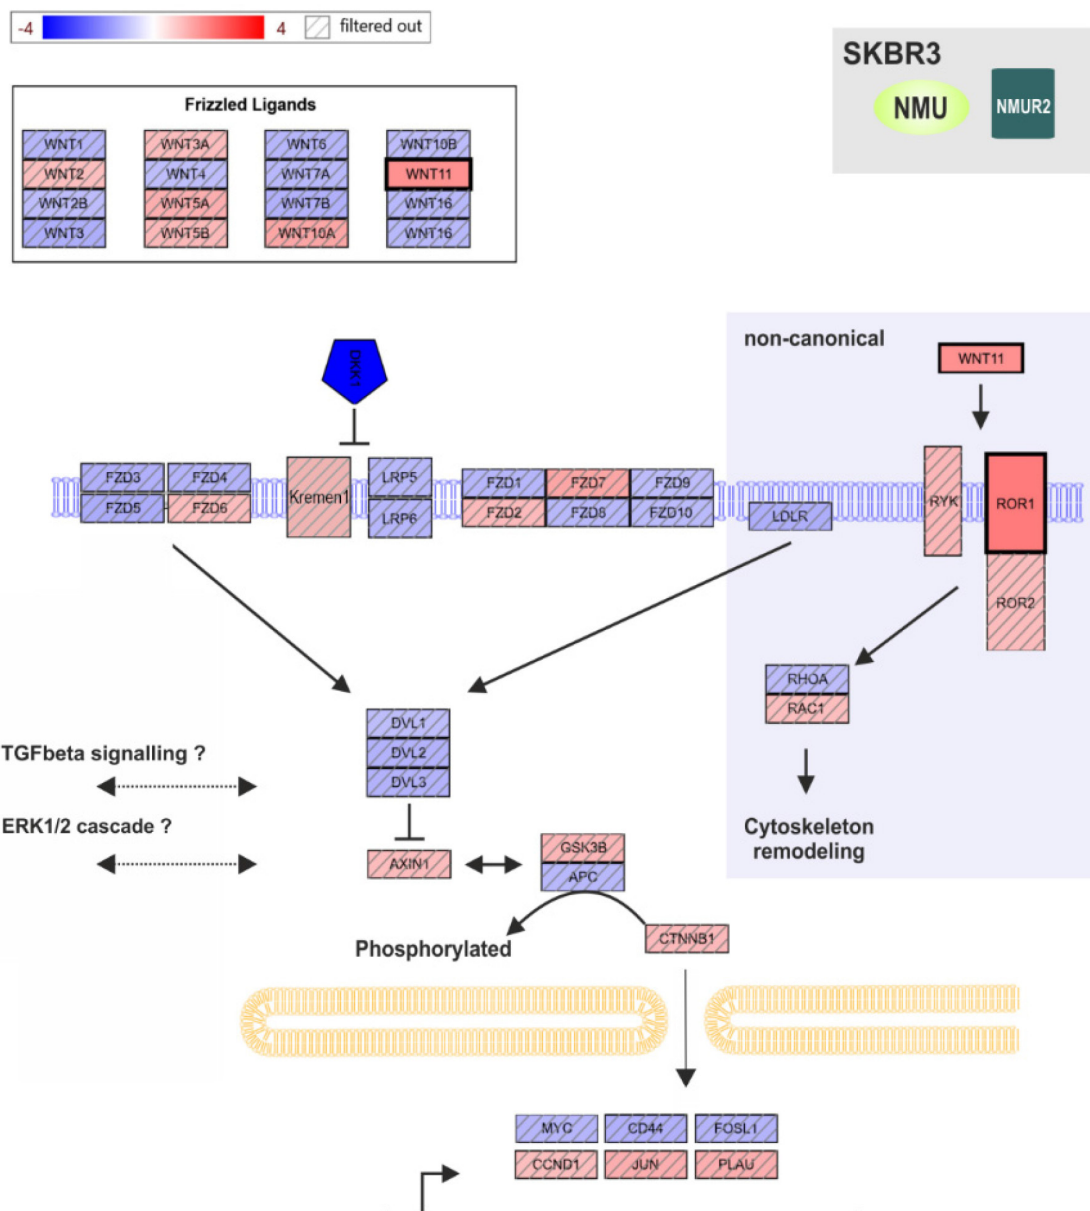 -4
4
filtered out
SKBR3
NMU
NMUR2
Frizzled Ligands
WNT1
WNT3A
WNT6
WNT10B
WNT2
WNT4
WNT7A
WNT11
WNT2B
WNT5A
WNT7B
WNT16
WNT3
WNT5B
WNT10A
WNT16
non-canonical
WNT11
DKK1
FZD3
FZD4
FZD5
FZD6
Kremen1
LRP5
LRP6
FZD1
FZD7
FZD9
FZD2
FZD8
FZD10
LDLR
RYK
ROR1
ROR2
RHOA
RAC1
DVL1
DVL2
DVL3
TGFbeta signalling ?
ERK1/2 cascade ?
Cytoskeleton
remodeling
AXIN1
GSK3B
APC
Phosphorylated
CTNNB1
MYC
CD44
FOSL1
CCND1
JUN
PLAU